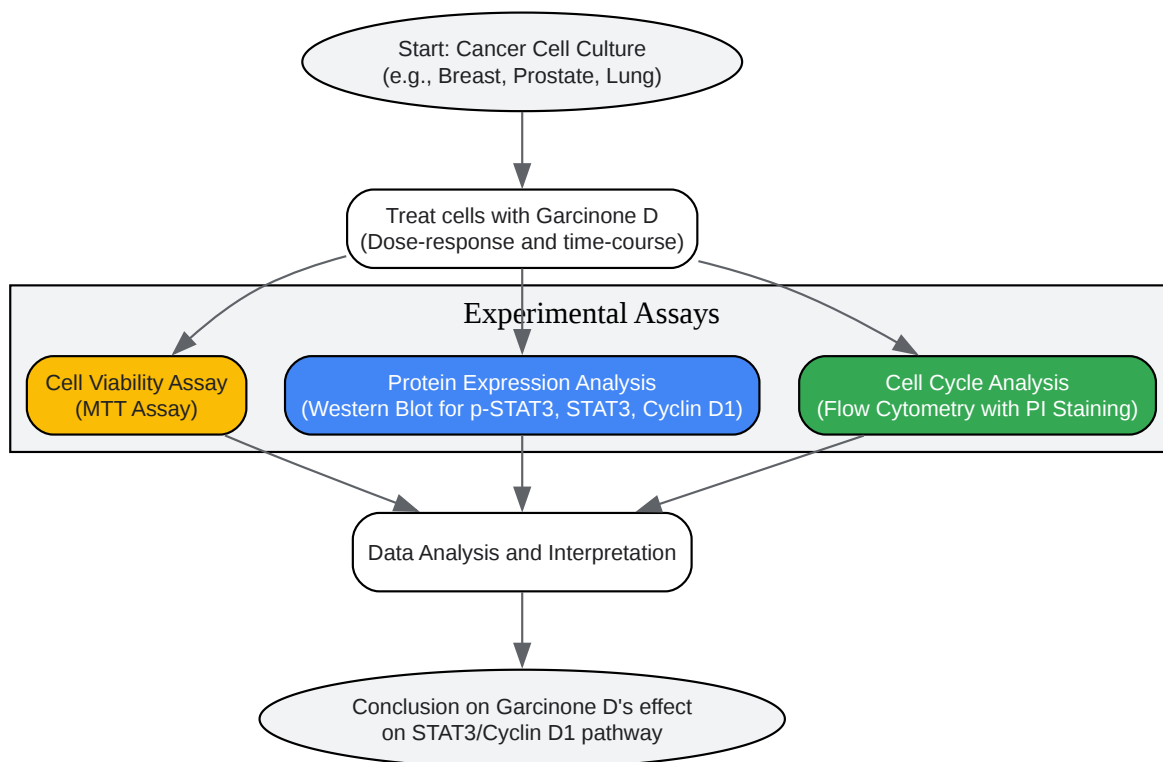 Start: Cancer Cell Culture
(e.g., Breast, Prostate, Lung)
Treat cells with Garcinone D
(Dose-response and time-course)
Experimental Assays
Cell Viability Assay
(MTT Assay)
Protein Expression Analysis
(Western Blot for p-STAT3, STAT3, Cyclin D1)
Cell Cycle Analysis
(Flow Cytometry with PI Staining)
Data Analysis and Interpretation
Conclusion on Garcinone D's effect
on STAT3/Cyclin D1 pathway